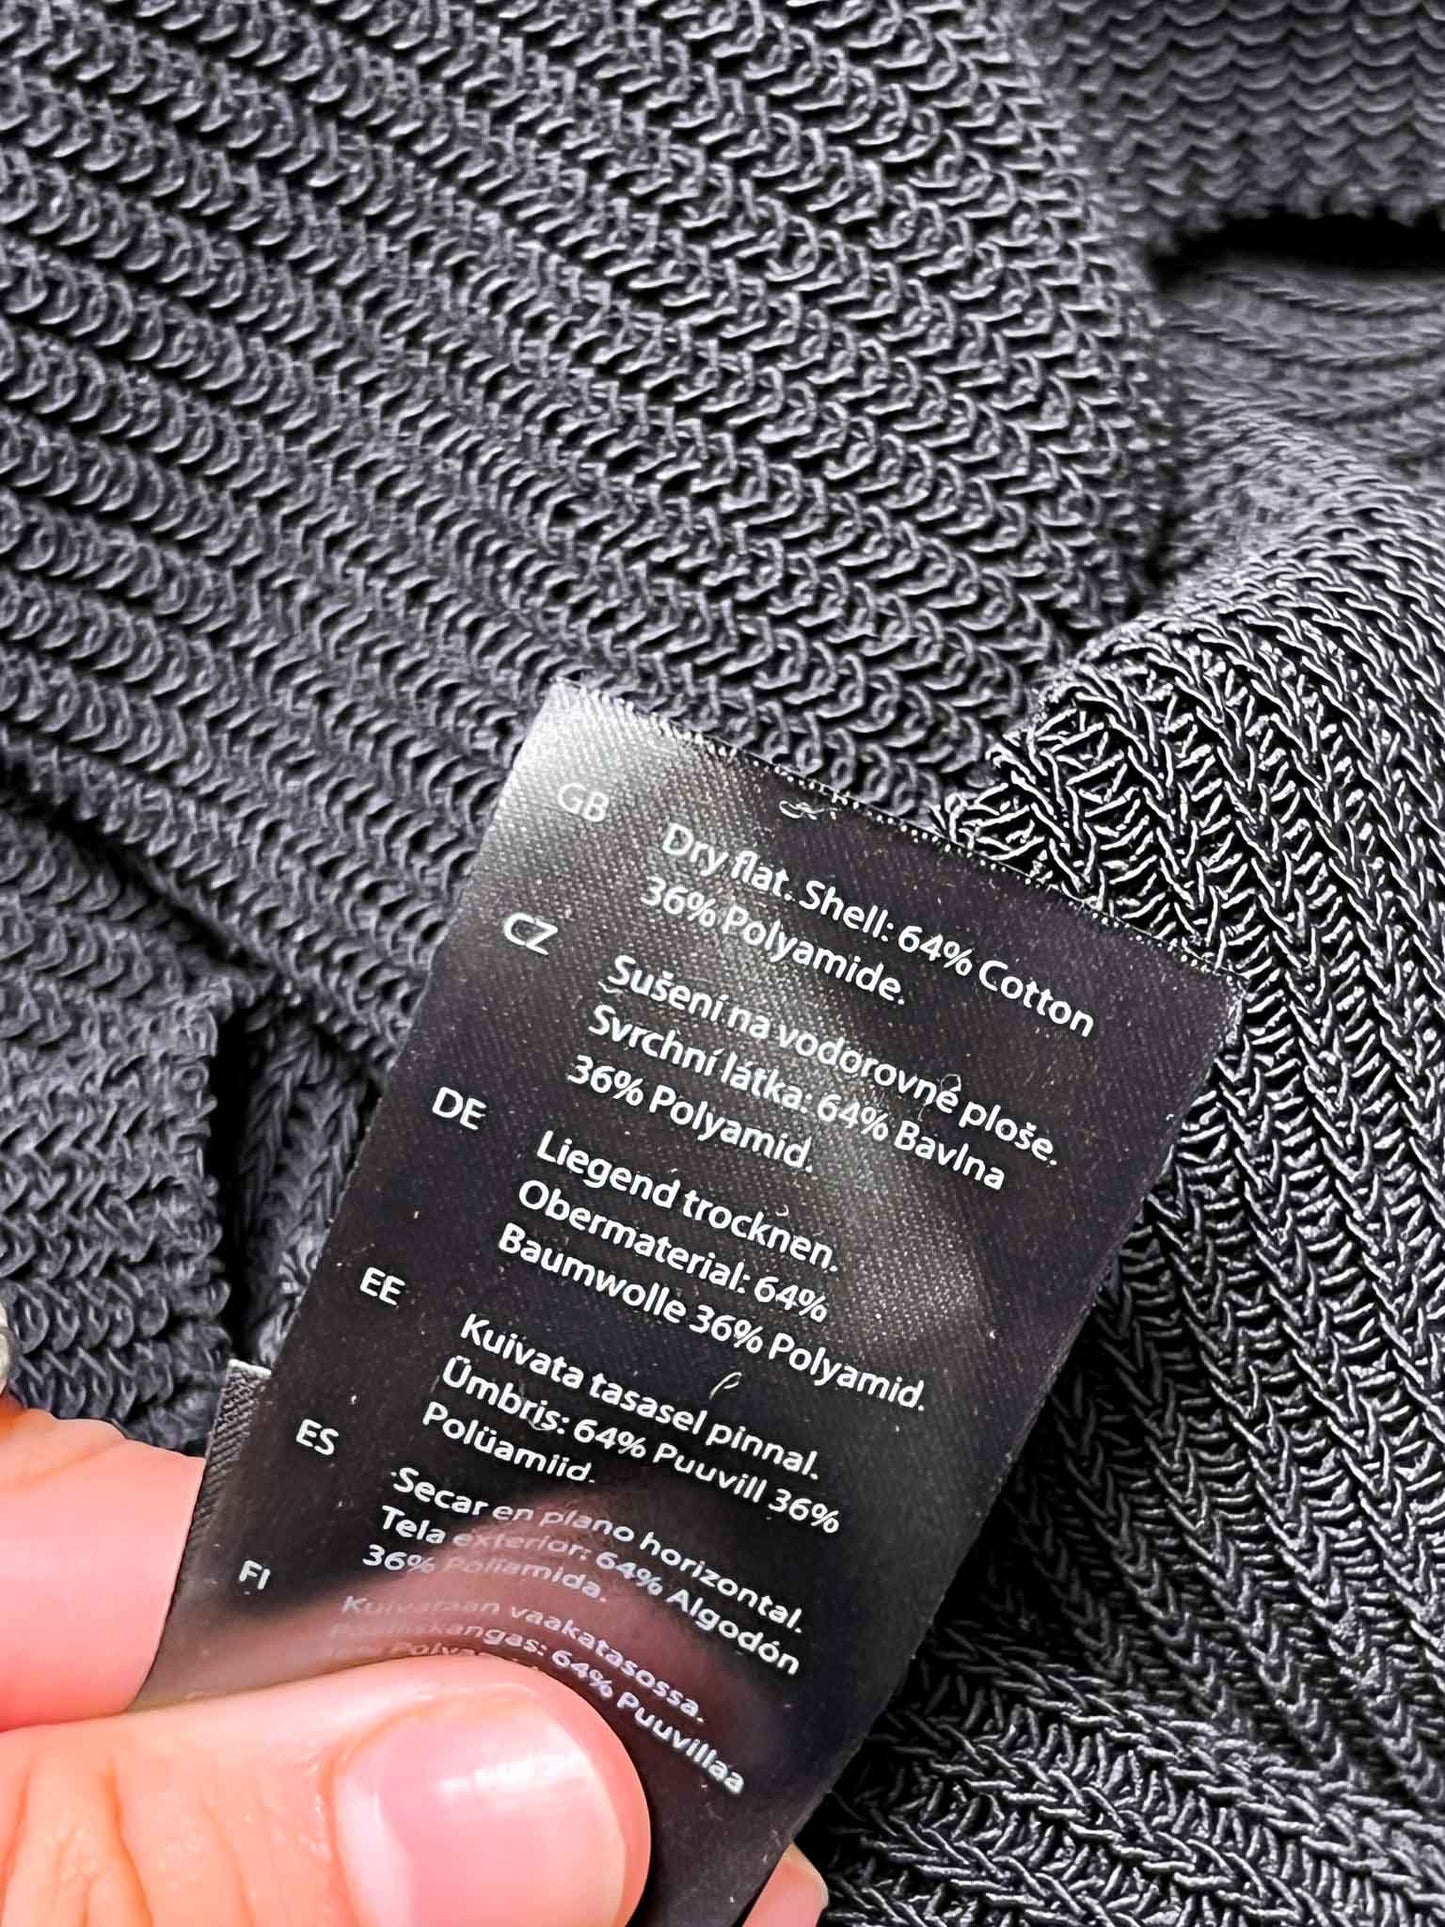 GB Dry flat. Shell: 64% Cotton
36% Polyamide.
CZ Sušení na vodorovné ploše.
Svrchní látka: 64% Bavlna
36% Polyamid.
DE Liegend trocknen.
Obermaterial: 64%
Baumwolle 36% Polyamid.
EE Kuivata tasasel pinnal.
Ümbris: 64% Puuvill 36%
Polüamiid.
ES Secar en plano horizontal.
Tela exterior: 64% Algodón
36% Poliamida.
FI Kuivataan vaakatasossa.
Päälliskangas: 64% Puuvillaa